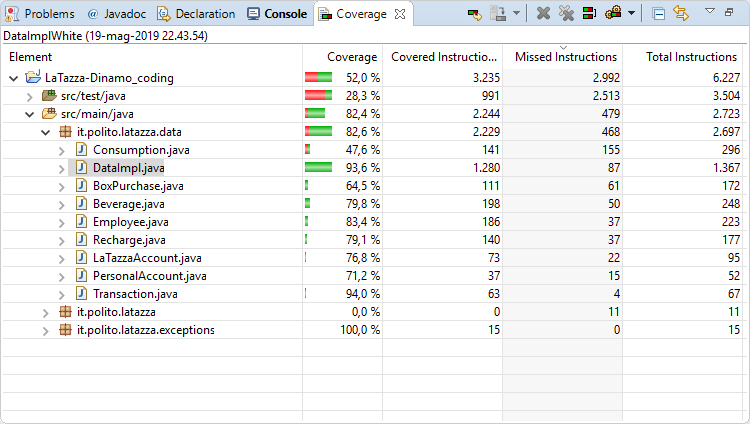 Problems @ Javadoc Declaration Console Coverage
DataImplWhite (19-mag-2019 22.43.54)
Element Coverage Covered Instructio... Missed Instructions Total Instructions
LaTazza-Dinamo_coding 52,0 % 3.235 2.992 6.227
src/test/java 28,3 % 991 2.513 3.504
src/main/java 82,4 % 2.244 479 2.723
it.polito.latazza.data 82,6 % 2.229 468 2.697
Consumption.java 47,6 % 141 155 296
DataImpl.java 93,6 % 1.280 87 1.367
BoxPurchase.java 64,5 % 111 61 172
Beverage.java 79,8 % 198 50 248
Employee.java 83,4 % 186 37 223
Recharge.java 79,1 % 140 37 177
LaTazzaAccount.java 76,8 % 73 22 95
PersonalAccount.java 71,2 % 37 15 52
Transaction.java 94,0 % 63 4 67
it.polito.latazza 0,0 % 0 11 11
it.polito.latazza.exceptions 100,0 % 15 0 15